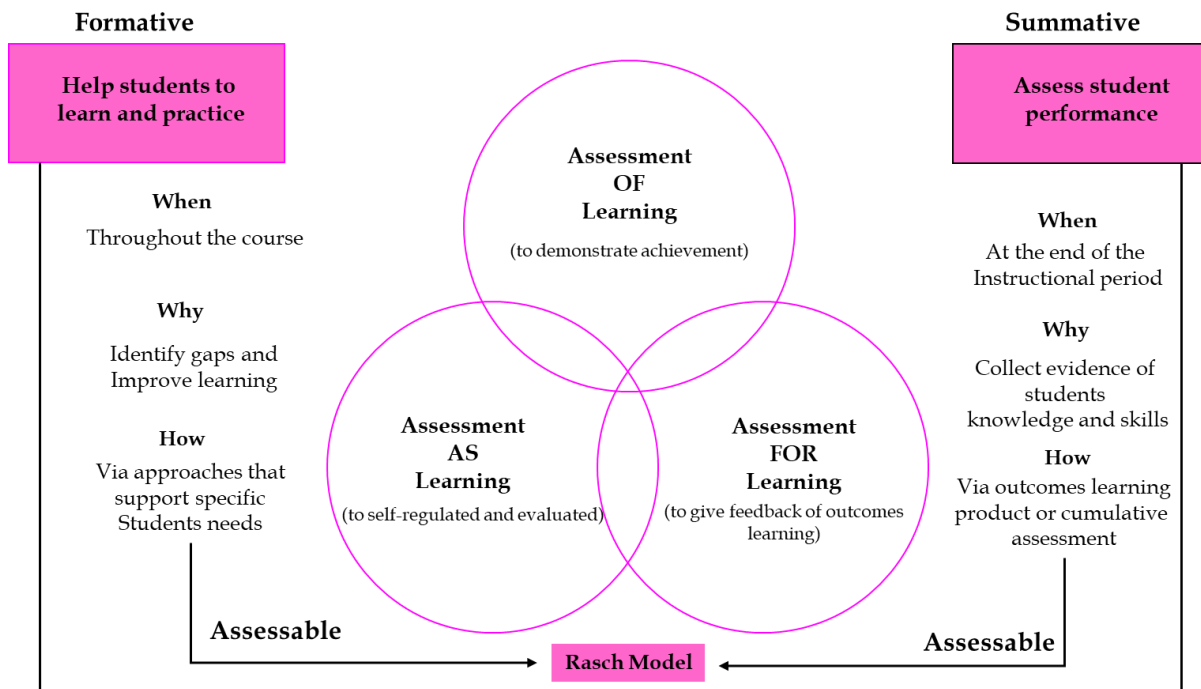 Formative
Help students to
learn and practice
When
Throughout the course
Why
Identify gaps and
Improve learning
How
Via approaches that
support specific
Students needs
Assessable
Assessment
OF
Learning
(to demonstrate achievement)
Assessment
AS
Learning
(to self-regulated and evaluated)
Assessment
FOR
Learning
(to give feedback of outcomes
learning)
Rasch Model
Summative
Assess student
performance
When
At the end of the
Instructional period
Why
Collect evidence of
students
knowledge and skills
How
Via outcomes learning
product or cumulative
assessment
Assessable